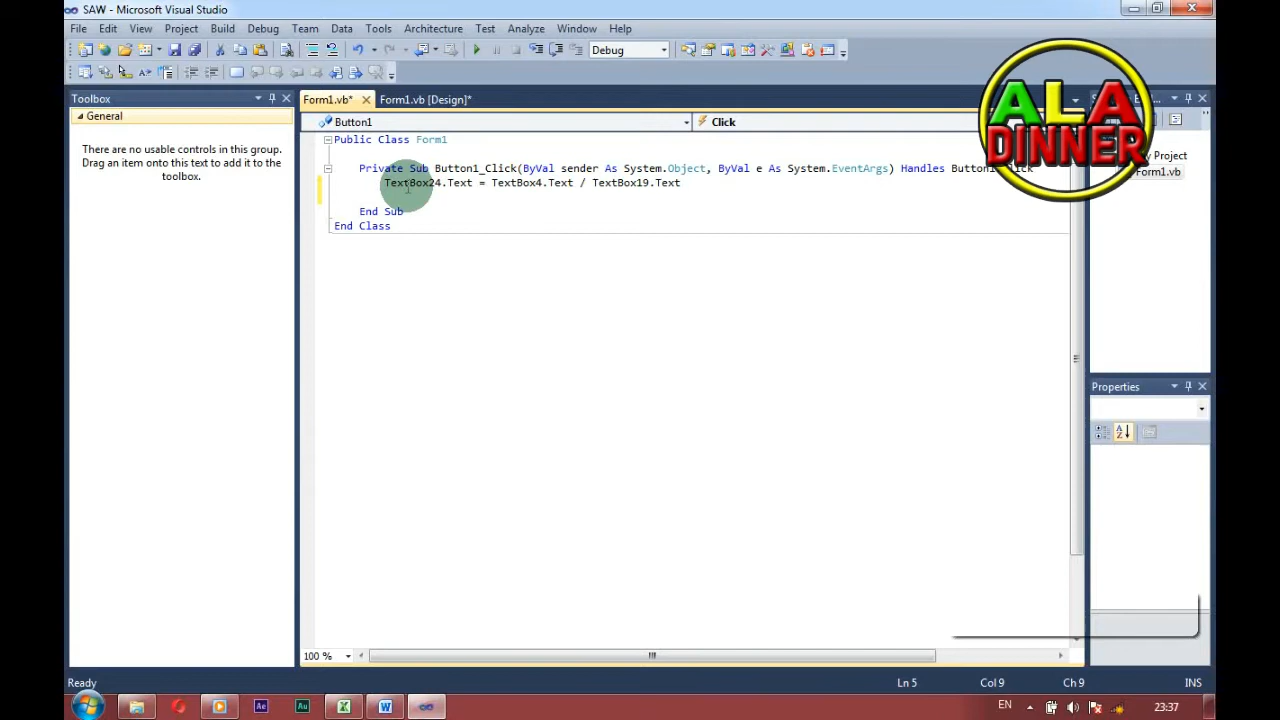 SAW - Microsoft Visual Studio
File Edit View Project Build Debug Team Data Tools Architecture Test Analyze Window Help
Debug
Toolbox
General
There are no usable controls in this group.
Drag an item onto this text to add it to the
toolbox.
Form1.vb*
Form1.vb [Design]*
Button1
Click
Public Class Form1
Private Sub Button1_Click(ByVal sender As System.Object, ByVal e As System.EventArgs) Handles Button1.Click
TextBox24.Text = TextBox4.Text / TextBox19.Text
End Sub
End Class
ALA
DINNER
Project
Form1.vb
Properties
100 %
Ready
Ln 5
Col 9
Ch 9
INS
EN
23:37